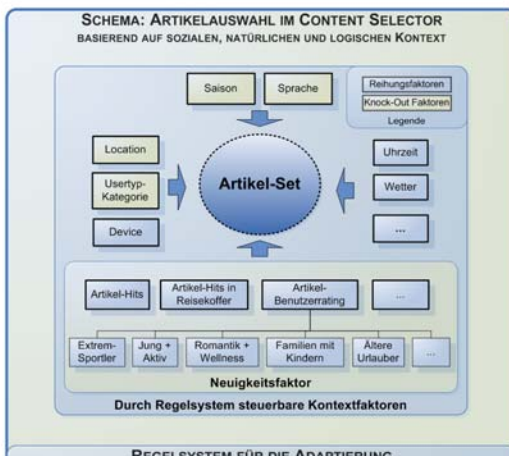 SCHEMA: ARTIKELAUSWAHL IM CONTENT SELECTOR
BASIEREND AUF SOZIALEN, NATÜRLICHEN UND LOGISCHEN KONTEXT
Saison
Sprache
Reihungsfaktoren
Knock-Out Faktoren
Legende
Location
Usertyp-
Kategorie
Device
Artikel-Set
Uhrzeit
Wetter
...
Artikel-Hits
Artikel-Hits in
Reisekoffer
Artikel-
Benutzerrating
...
Extrem-
Sportler
Jung +
Aktiv
Romantik +
Wellness
Familien mit
Kindern
Ältere
Urlauber
...
Neuigkeitsfaktor
Durch Regelsystem steuerbare Kontextfaktoren
REGELSYSTEM FÜR DIE ADAPTIERUNG